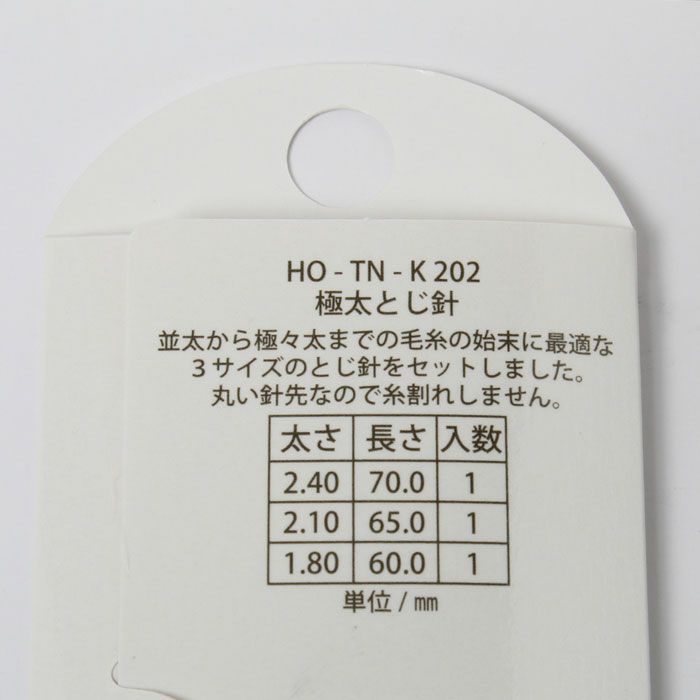 HO - TN - K 202
極太とじ針
並太から極々太までの毛糸の始末に最適な
3サイズのとじ針をセットしました。
丸い針先なので糸割れしません。
太さ 長さ 入数
2.40 70.0 1
2.10 65.0 1
1.80 60.0 1
単位 / ㎜